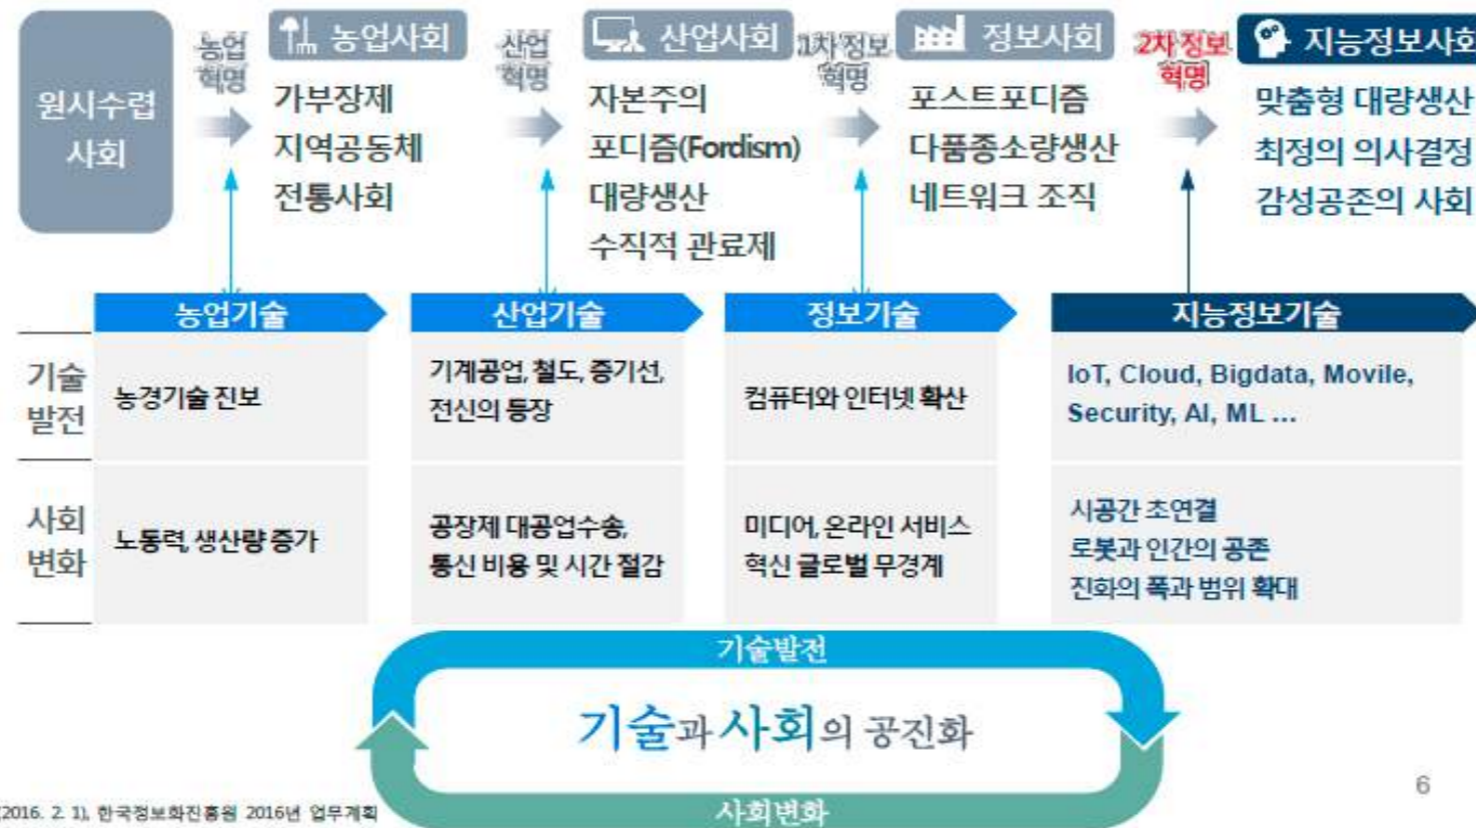 원시수렵
사회
농업
혁명
농업사회
가부장제
지역공동체
전통사회
산업
혁명
산업사회
자본주의
포디즘(Fordism)
대량생산
수직적 관료제
1차 정보
혁명
정보사회
포스트포디즘
다품종소량생산
네트워크 조직
2차 정보
혁명
지능정보사회
맞춤형 대량생산
최정의 의사결정
감성공존의 사회
농업기술
산업기술
정보기술
지능정보기술
기술
발전
농경기술 진보
기계공업, 철도, 증기선,
전신의 등장
컴퓨터와 인터넷 확산
IoT, Cloud, Bigdata, Movile,
Security, AI, ML ...
사회
변화
노동력, 생산량 증가
공장제 대공업수송,
통신 비용 및 시간 절감
미디어, 온라인 서비스
혁신 글로벌 무경계
시공간 초연결
로봇과 인간의 공존
진화의 폭과 범위 확대
기술발전
기술과 사회의 공진화
사회변화
2016. 2. 1), 한국정보화진흥원 2016년 업무계획
6